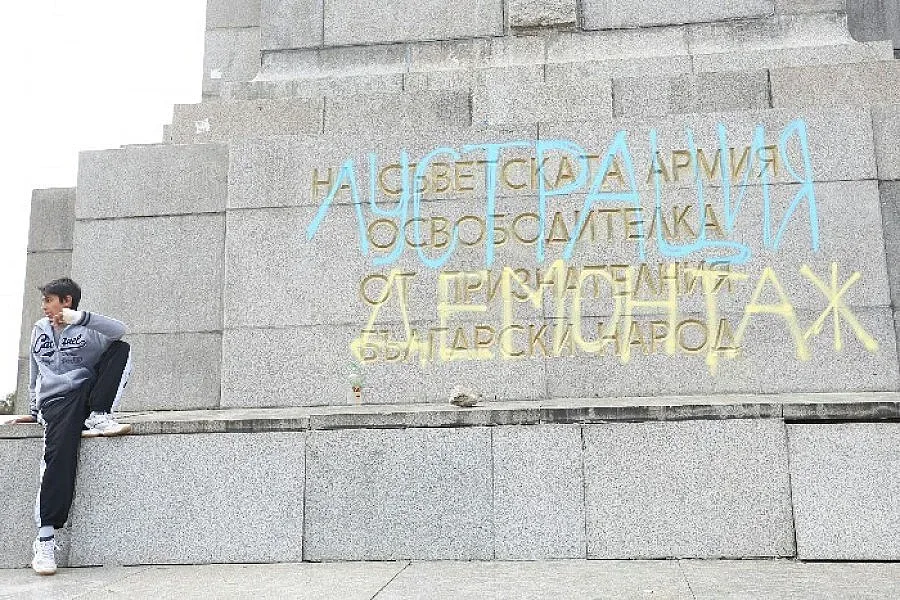 НА СЪВЕТСКАТА АРМИЯ
ОСВОБОДИТЕЛКА
ОТ ПРИЗНАТЕЛНИЯ
БЪЛГАРСКИ НАРОД
ЛУСТРАЦИЯ
ДЕМОНТАЖ